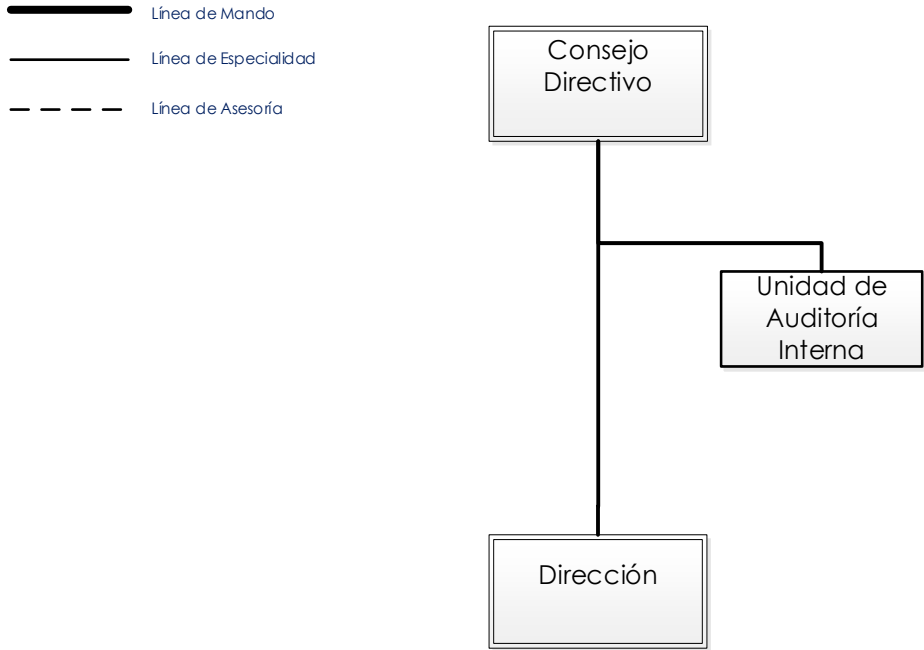 Línea de Mando
Línea de Especialidad
Línea de Asesoría
Consejo
Directivo
Unidad de
Auditoría
Interna
Dirección